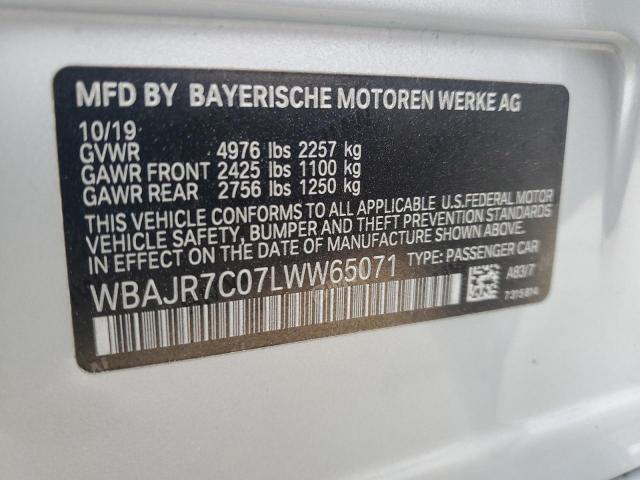 MFD BY BAYERISCHE MOTOREN WERKE AG
10/19
GVWR 4976 lbs 2257 kg
GAWR FRONT 2425 lbs 1100 kg
GAWR REAR 2756 lbs 1250 kg
THIS VEHICLE CONFORMS TO ALL APPLICABLE U.S.FEDERAL MOTOR
VEHICLE SAFETY, BUMPER AND THEFT PREVENTION STANDARDS
IN EFFECT ON THE DATE OF MANUFACTURE SHOWN ABOVE.
WBAJR7C07LWW65071 TYPE: PASSENGER CAR
A83/7
7315814